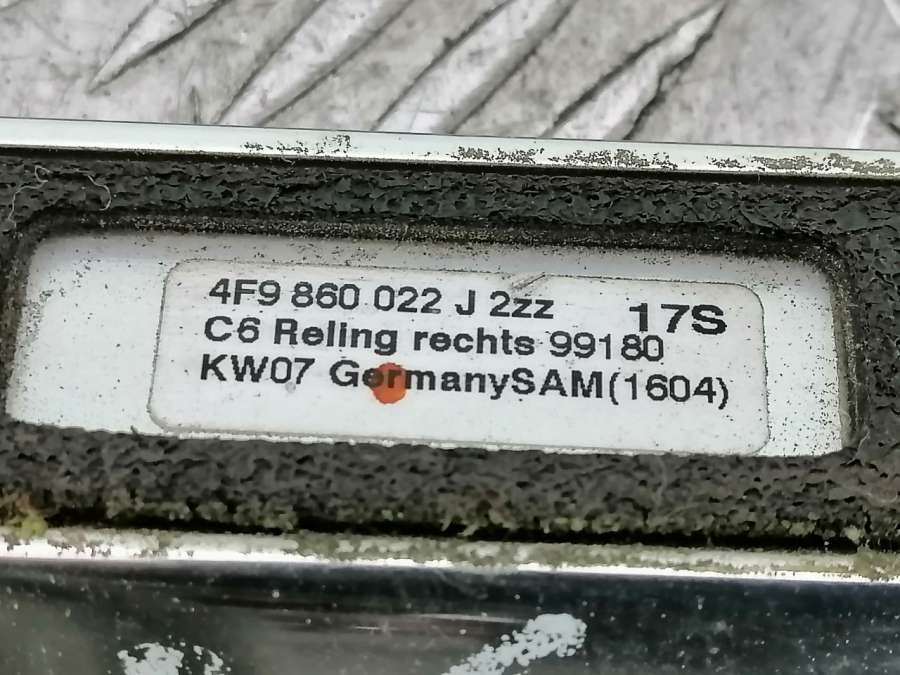 4F9 860 022 J 2zz 17S
C6 Reling rechts 99180
KW07 GermanySAM(1604)